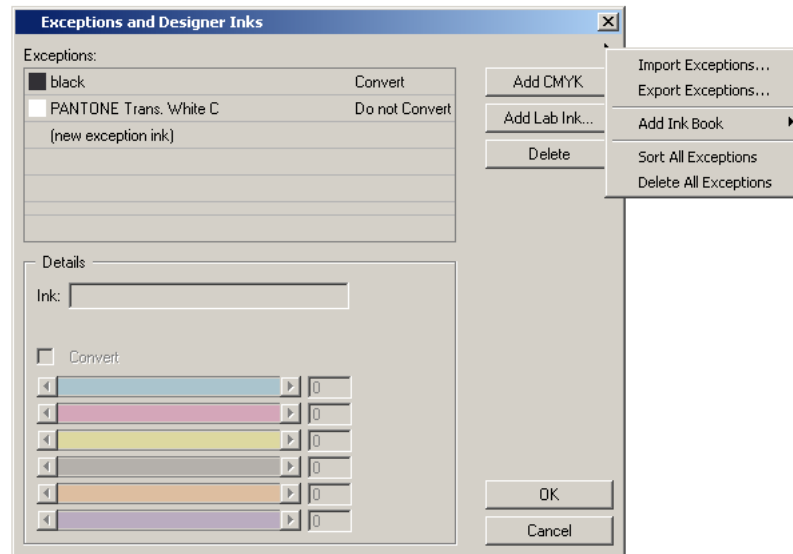 Exceptions and Designer Inks
Exceptions:
black Convert
PANTONE Trans. White C Do not Convert
(new exception ink)
Add CMYK
Add Lab Ink...
Delete
Import Exceptions...
Export Exceptions...
Add Ink Book
Sort All Exceptions
Delete All Exceptions
Details
Ink:
Convert
0
0
0
0
0
0
OK
Cancel